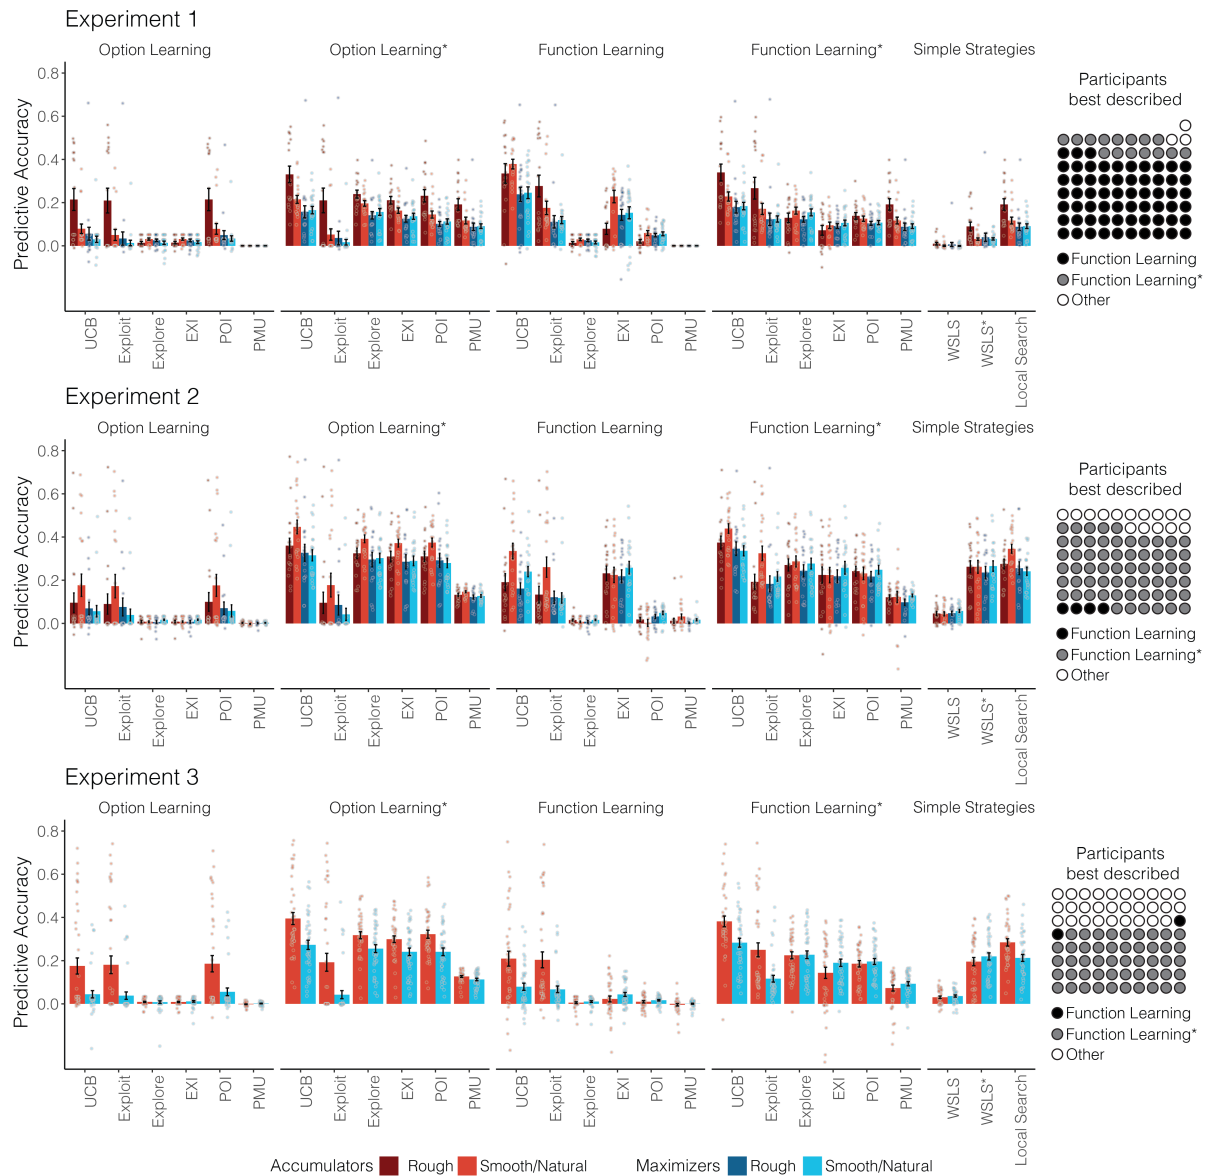 Experiment 1
Option Learning
Option Learning*
Function Learning
Function Learning*
Simple Strategies
Predictive Accuracy
0.8
0.6
0.4
0.2
0.0
UCB
Exploit
Explore
EXI
POI
PMU
UCB
Exploit
Explore
EXI
POI
PMU
UCB
Exploit
Explore
EXI
POI
PMU
UCB
Exploit
Explore
EXI
POI
PMU
WSLS
WSLS*
Local Search
Participants
best described
Function Learning
Function Learning*
Other
Experiment 2
Option Learning
Option Learning*
Function Learning
Function Learning*
Simple Strategies
Predictive Accuracy
0.8
0.6
0.4
0.2
0.0
UCB
Exploit
Explore
EXI
POI
PMU
UCB
Exploit
Explore
EXI
POI
PMU
UCB
Exploit
Explore
EXI
POI
PMU
UCB
Exploit
Explore
EXI
POI
PMU
WSLS
WSLS*
Local Search
Participants
best described
Function Learning
Function Learning*
Other
Experiment 3
Option Learning
Option Learning*
Function Learning
Function Learning*
Simple Strategies
Predictive Accuracy
0.8
0.6
0.4
0.2
0.0
UCB
Exploit
Explore
EXI
POI
PMU
UCB
Exploit
Explore
EXI
POI
PMU
UCB
Exploit
Explore
EXI
POI
PMU
UCB
Exploit
Explore
EXI
POI
PMU
WSLS
WSLS*
Local Search
Participants
best described
Function Learning
Function Learning*
Other
Accumulators Rough Smooth/Natural Maximizers Rough Smooth/Natural